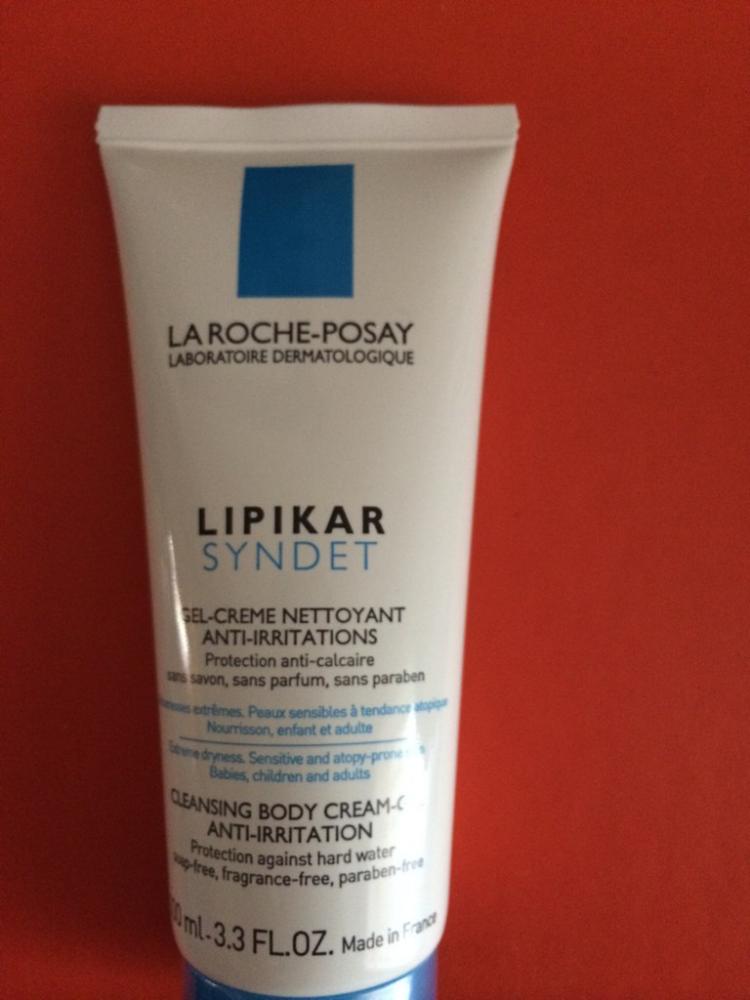 LA ROCHE-POSAY
LABORATOIRE DERMATOLOGIQUE
LIPIKAR
SYNDET
GEL-CREME NETTOYANT
ANTI-IRRITATIONS
Protection anti-calcaire
sans savon, sans parfum, sans paraben
extrêmes. Peaux sensibles à tendance atopique
Nourrisson, enfant et adulte
Extreme dryness. Sensitive and atopy-prone
Babies, children and adults
CLEANSING BODY CREAM-
ANTI-IRRITATION
Protection against hard water
soap-free, fragrance-free, paraben-free
ml-3.3 FL.OZ. Made in France